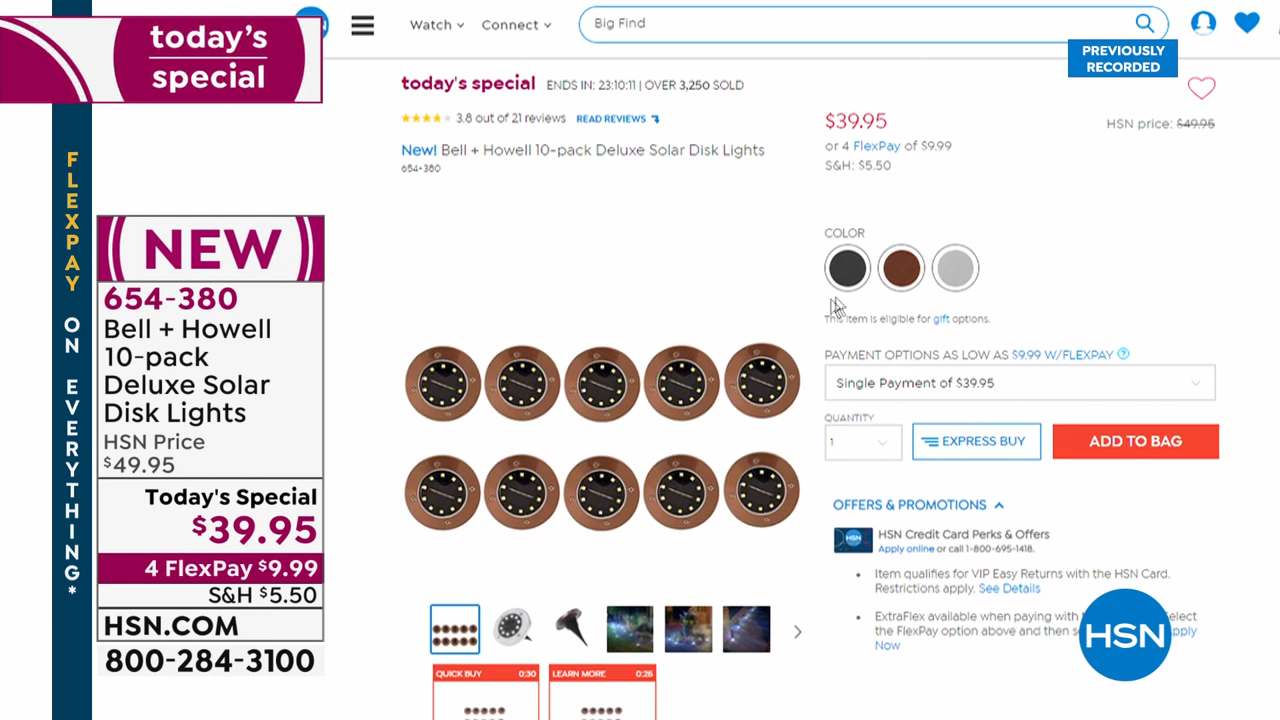 today's
special
FLEXPAY ON EVERYTHING*
NEW
654-380
Bell + Howell
10-pack
Deluxe Solar
Disk Lights
HSN Price
$49.95
Today's Special
$39.95
4 FlexPay $9.99
S&H $5.50
HSN.COM
800-284-3100
Watch
Connect
Big Find
PREVIOUSLY
RECORDED
today's special ENDS IN: 23:10:11 | OVER 3,250 SOLD
3.8 out of 21 reviews READ REVIEWS
New! Bell + Howell 10-pack Deluxe Solar Disk Lights
654-380
$39.95
HSN price: $49.95
or 4 FlexPay of $9.99
S&H: $5.50
COLOR
This item is eligible for gift options.
PAYMENT OPTIONS AS LOW AS $9.99 W/FLEXPAY ?
Single Payment of $39.95
QUANTITY
1
EXPRESS BUY
ADD TO BAG
OFFERS & PROMOTIONS
HSN
HSN Credit Card Perks & Offers
Apply online or call 1-800-695-1418.
• Item qualifies for VIP Easy Returns with the HSN Card.
Restrictions apply. See Details
• ExtraFlex available when paying with
the FlexPay option above and then
Now
HSN
QUICK BUY 0:30
LEARN MORE 0:26